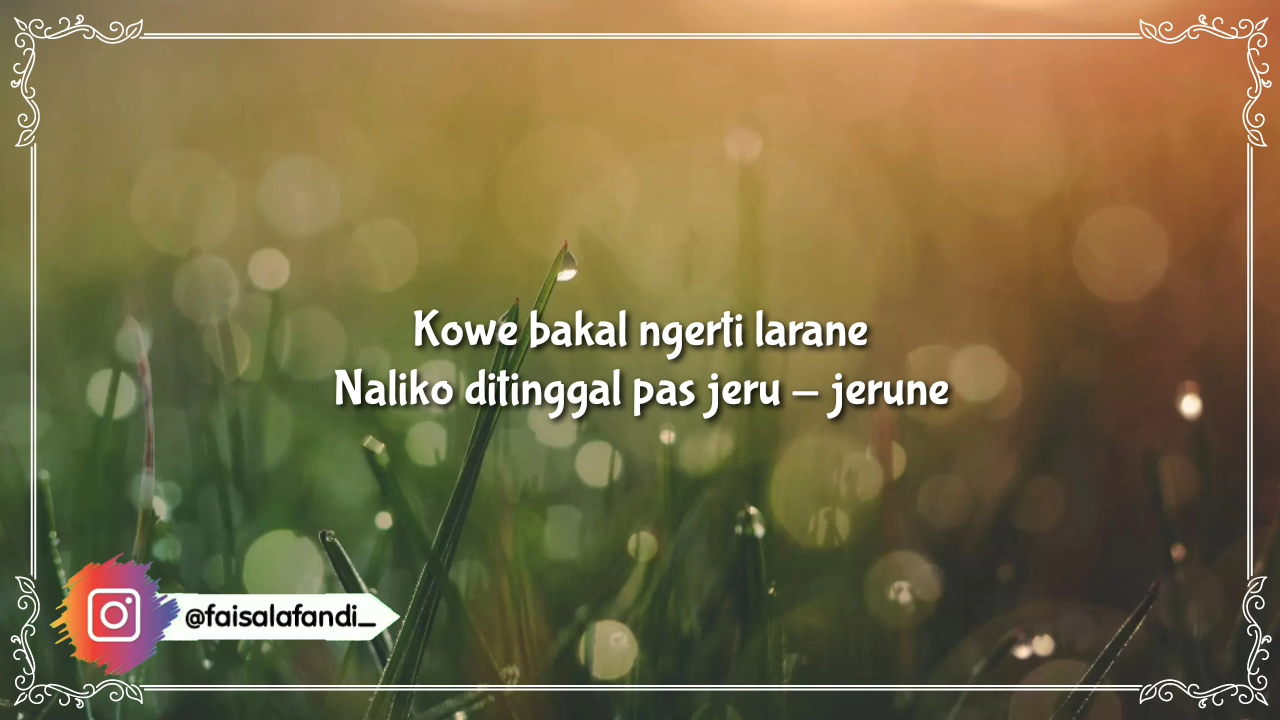 Kowe bakal ngerti larane
Naliko ditinggal pas jeru – jerune
@faisalafandi_